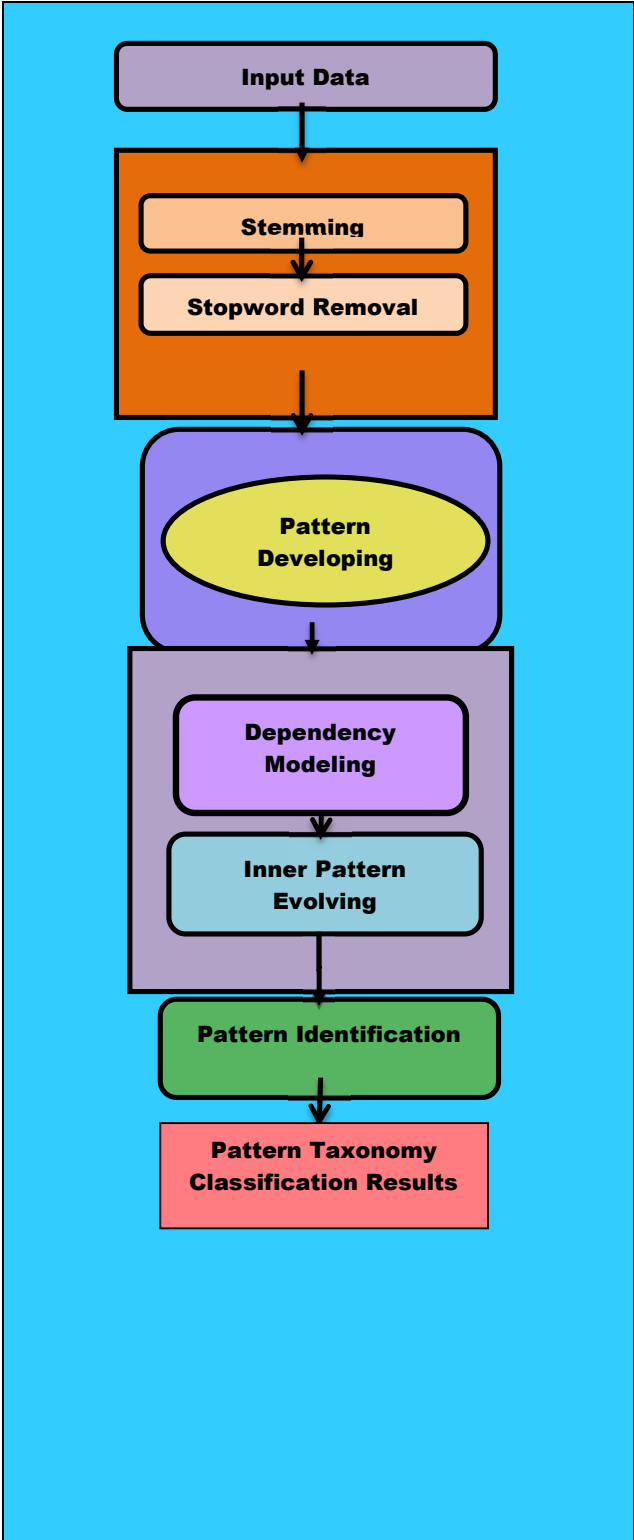 Input Data
Stemming
Stopword Removal
Pattern
Developing
Dependency
Modeling
Inner Pattern
Evolving
Pattern Identification
Pattern Taxonomy
Classification Results